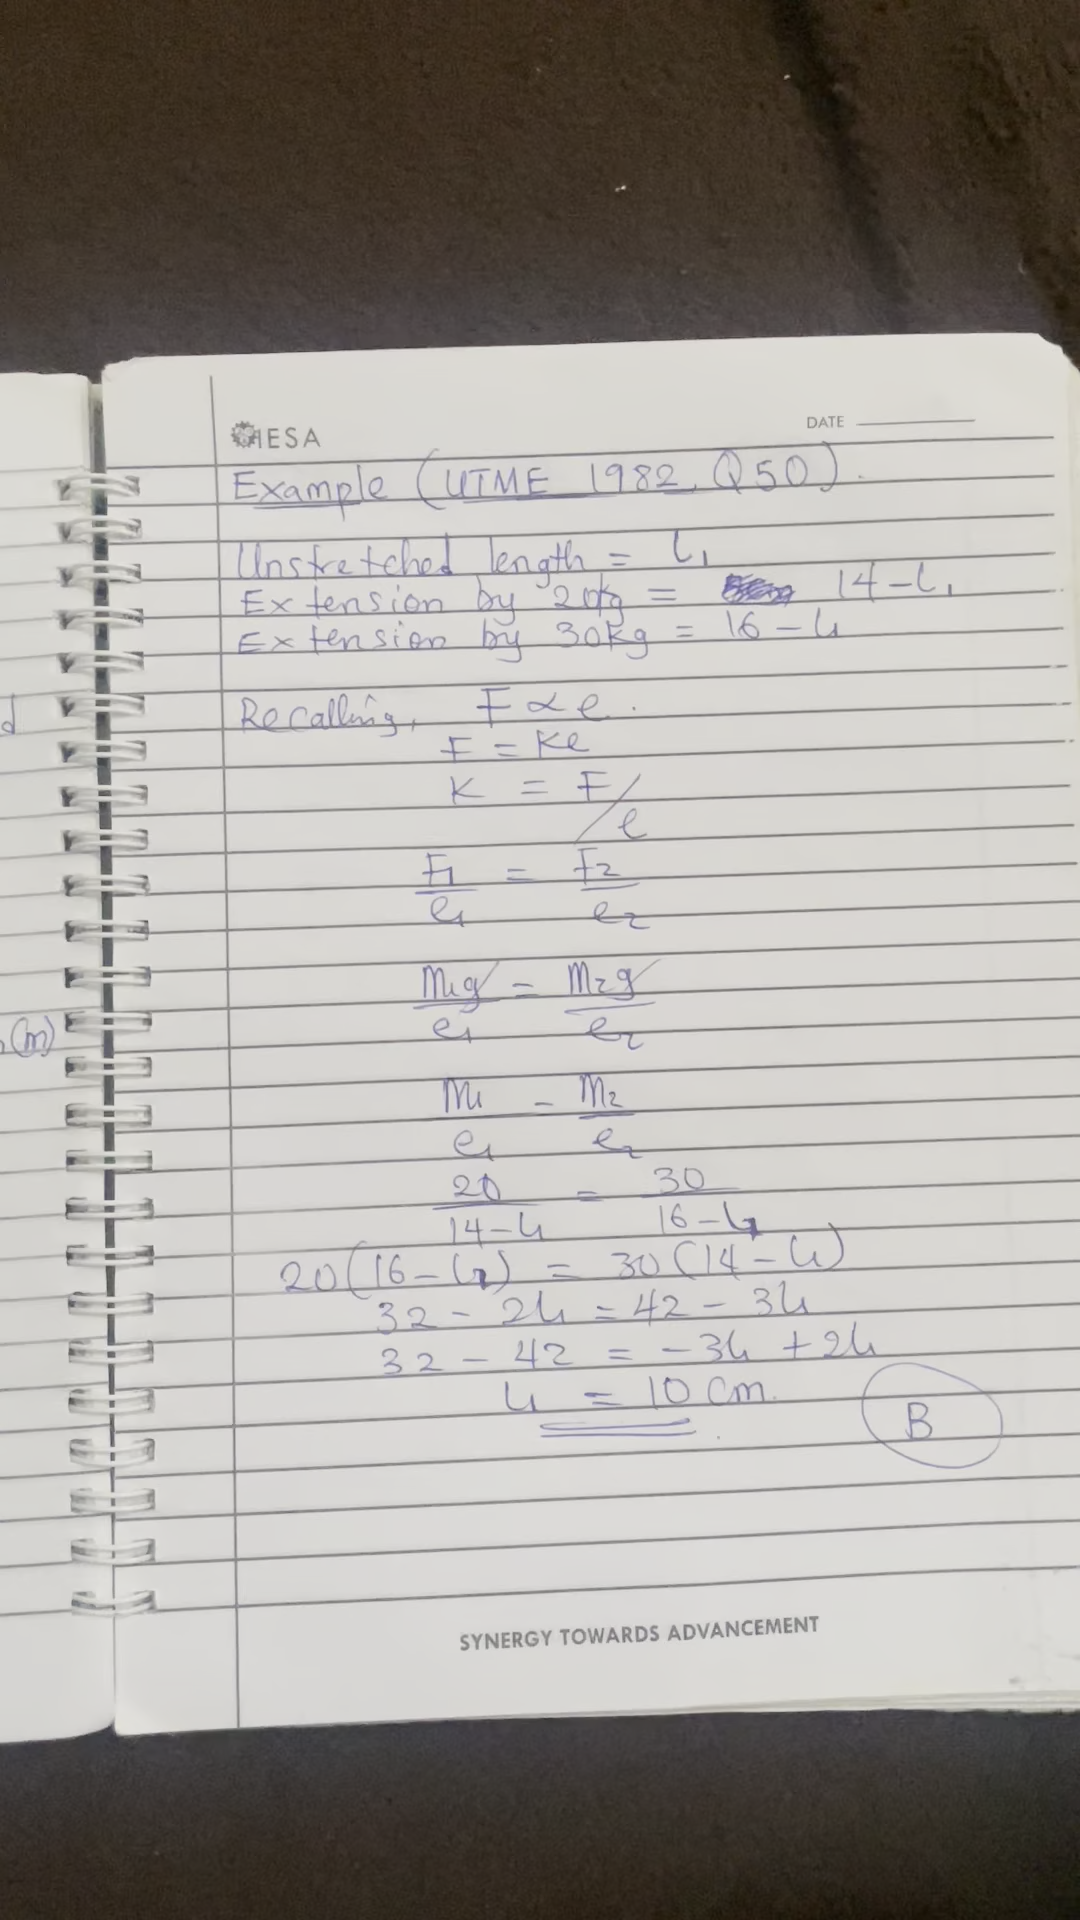 IESA
DATE
Example (UTME 1982, Q50).
Unstretched length = l₁
Extension by 20kg = 14 - l₁
Extension by 30kg = 16 - l₁
d
Recalling, F ∝ e.
F = Ke
K = F/e
F₁/e₁ = F₂/e₂
(m)
M₁g/e₁ = M₂g/e₂
M₁/e₁ - M₂/e₂
20/14-l₁ = 30/16-l₁
20(16-l₁) = 30(14-l₁)
32 - 2l₁ = 42 - 3l₁
32 - 42 = -3l₁ + 2l₁
l₁ = 10 cm.
B
SYNERGY TOWARDS ADVANCEMENT